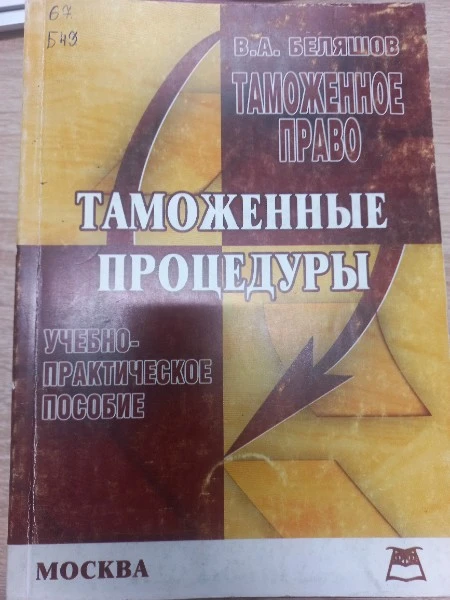 67
Б49
В.А. БЕЛЯШОВ
ТАМОЖЕННОЕ
ПРАВО
ТАМОЖЕННЫЕ
ПРОЦЕДУРЫ
УЧЕБНО-
ПРАКТИЧЕСКОЕ
ПОСОБИЕ
МОСКВА